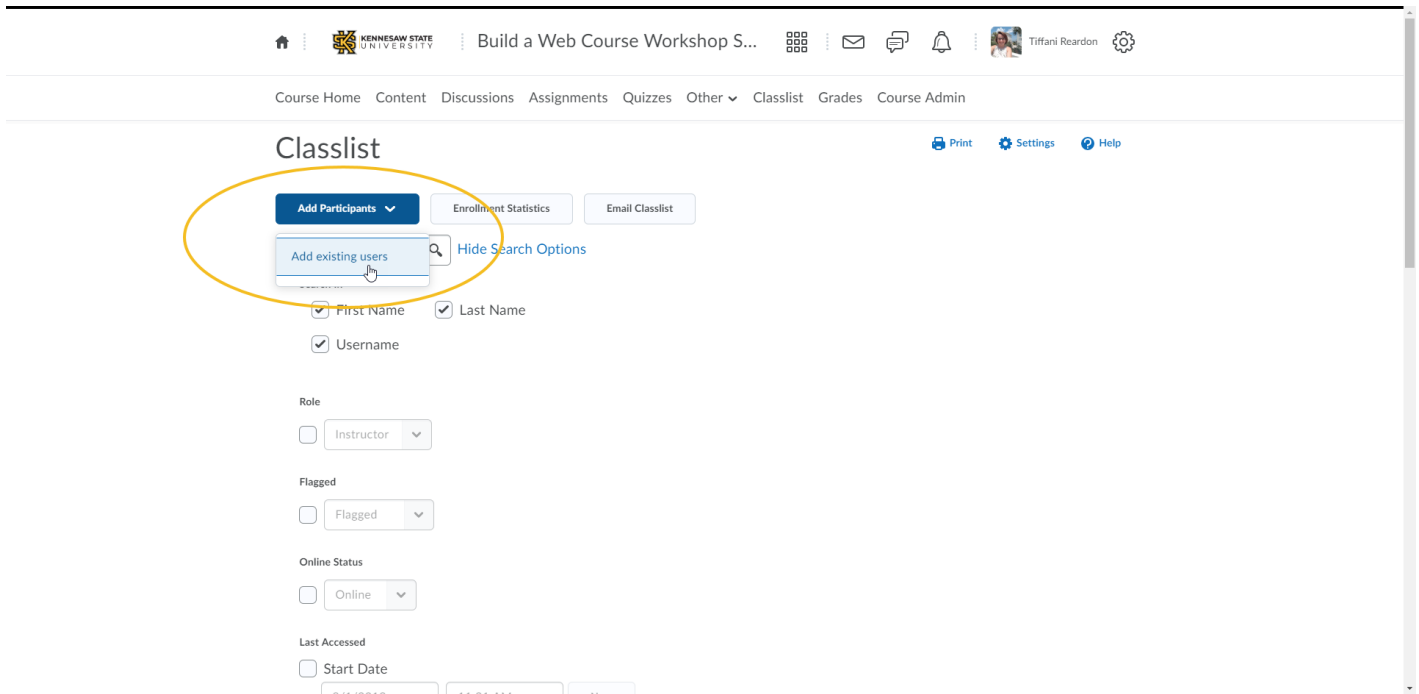 KENNESAW STATE
UNIVERSITY
Build a Web Course Workshop S...
Tiffani Reardon
Course Home Content Discussions Assignments Quizzes Other Classlist Grades Course Admin
Classlist
Print Settings Help
Add Participants Enrollment Statistics Email Classlist
Hide Search Options
Add existing users
First Name Last Name
Username
Role
Instructor
Flagged
Flagged
Online Status
Online
Last Accessed
Start Date